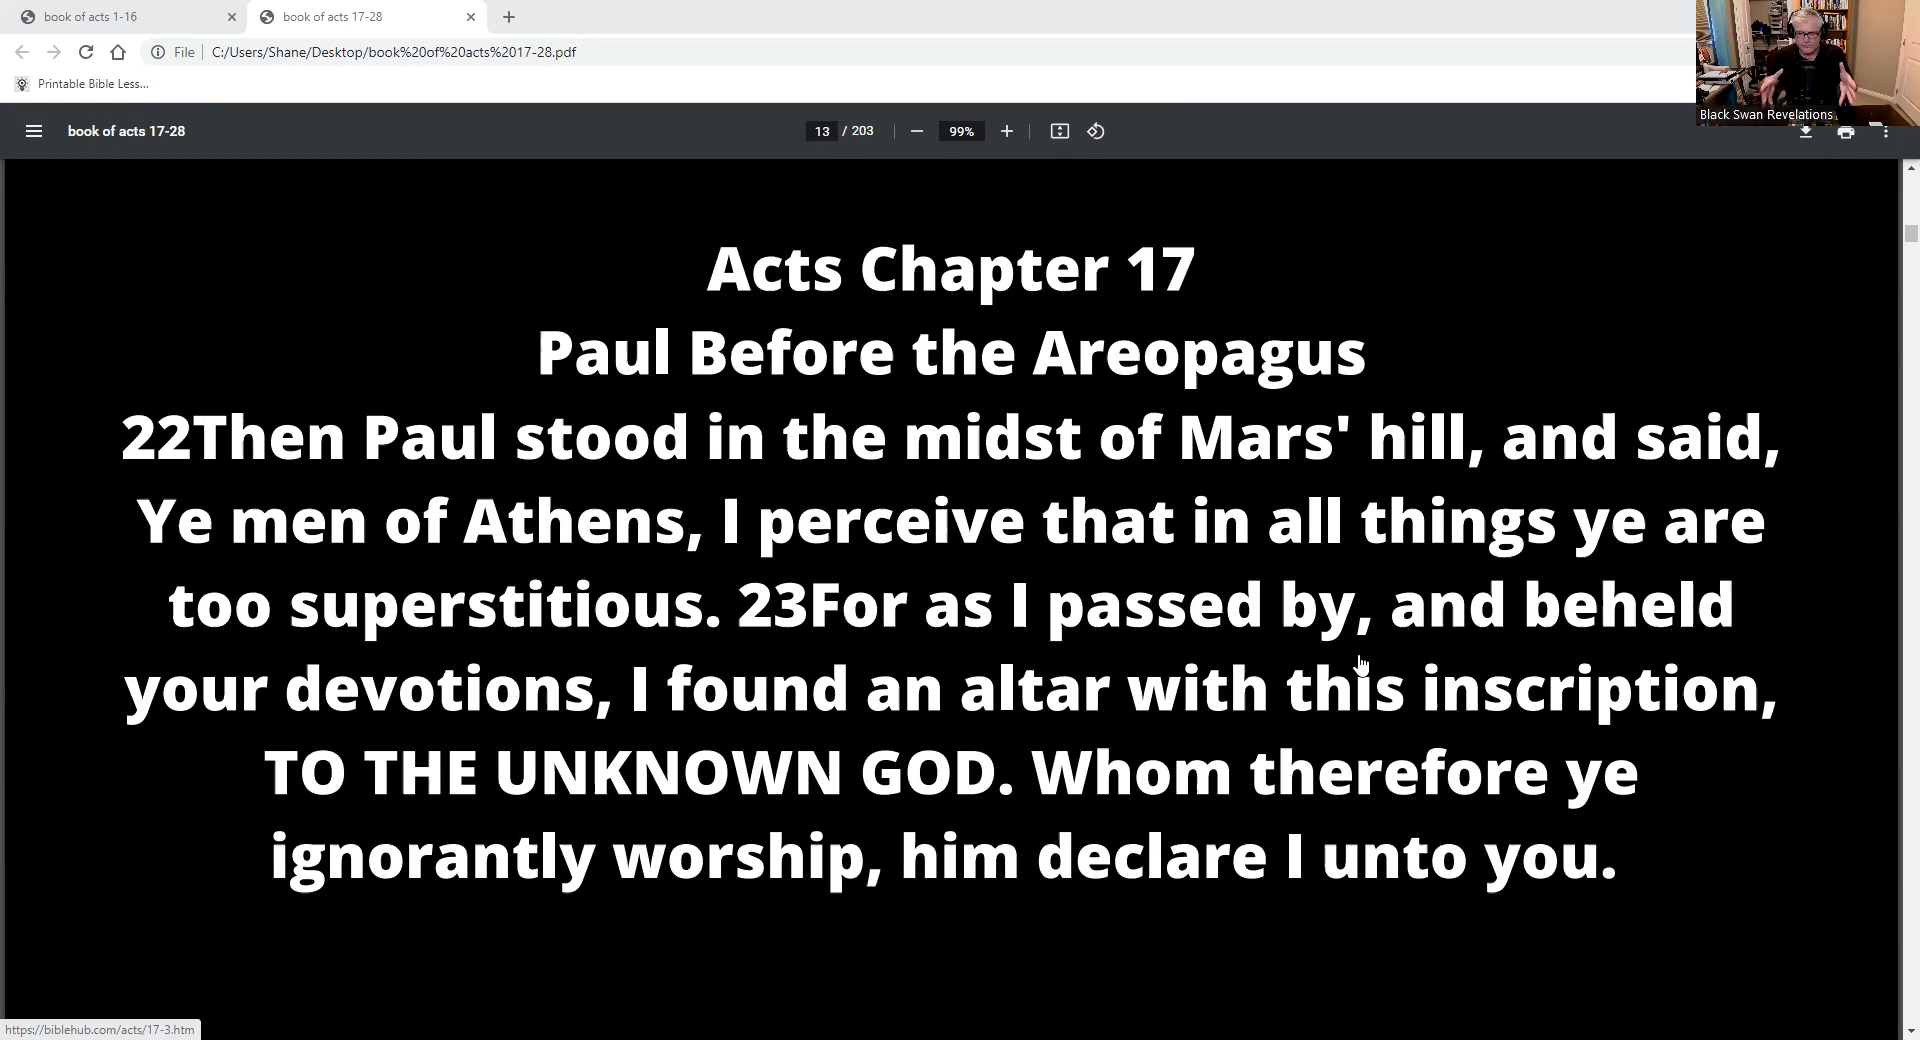 book of acts 1-16
book of acts 17-28
File
C:/Users/Shane/Desktop/book%20of%20acts%2017-28.pdf
Printable Bible Less...
Black Swan Revelations
book of acts 17-28
13 / 203
99%
Acts Chapter 17
Paul Before the Areopagus
22Then Paul stood in the midst of Mars' hill, and said,
Ye men of Athens, I perceive that in all things ye are
too superstitious. 23For as I passed by, and beheld
your devotions, I found an altar with this inscription,
TO THE UNKNOWN GOD. Whom therefore ye
ignorantly worship, him declare I unto you.
https://biblehub.com/acts/17-3.htm